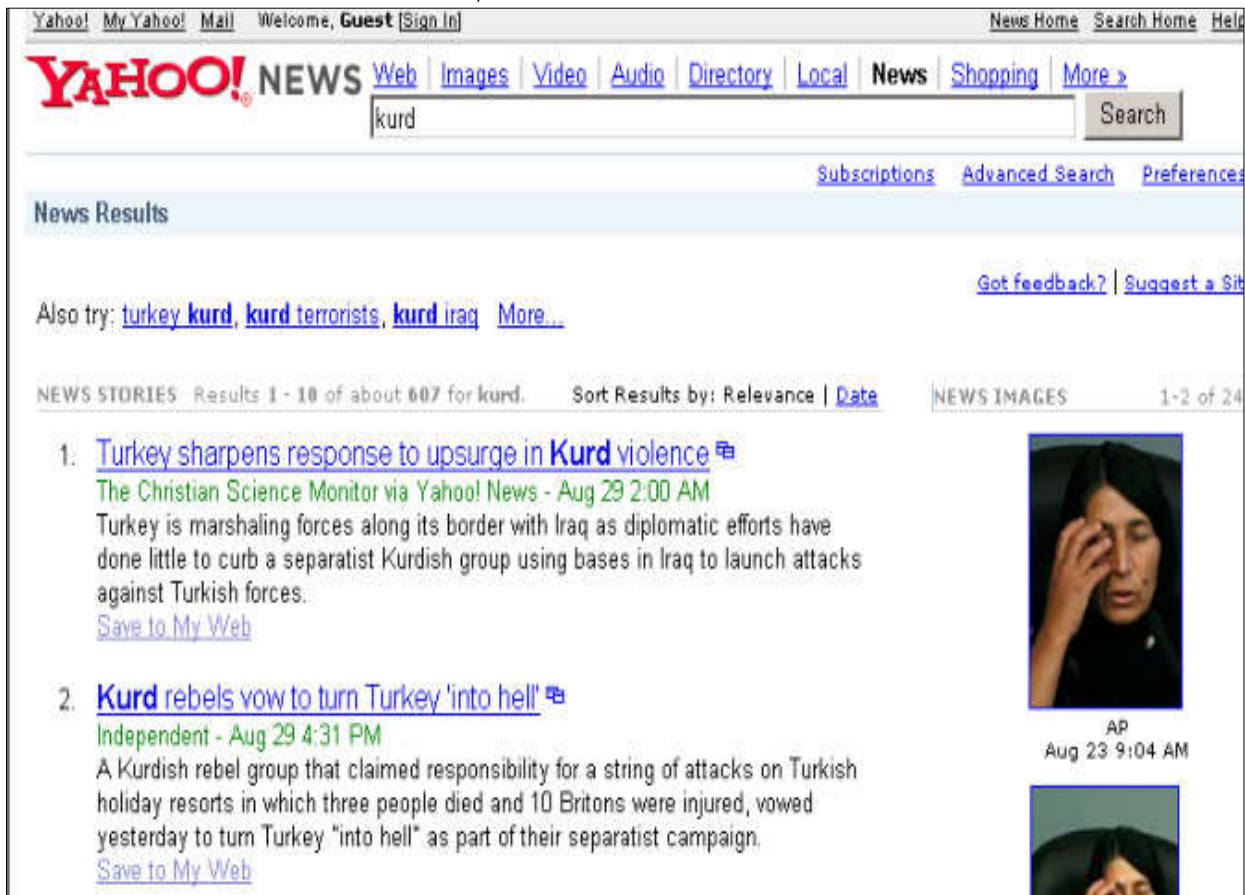 Yahoo! My Yahoo! Mail Welcome, Guest [Sign In] News Home Search Home Help
YAHOO! NEWS Web | Images | Video | Audio | Directory | Local | News | Shopping | More »
kurd Search
Subscriptions Advanced Search Preferences
News Results
Got feedback? | Suggest a Sit
Also try: turkey kurd, kurd terrorists, kurd iraq More...
NEWS STORIES Results 1 - 10 of about 607 for kurd. Sort Results by: Relevance | Date NEWS IMAGES 1-2 of 24
1. Turkey sharpens response to upsurge in Kurd violence
The Christian Science Monitor via Yahoo! News - Aug 29 2:00 AM
Turkey is marshaling forces along its border with Iraq as diplomatic efforts have
done little to curb a separatist Kurdish group using bases in Iraq to launch attacks
against Turkish forces.
Save to My Web
2. Kurd rebels vow to turn Turkey 'into hell'
Independent - Aug 29 4:31 PM
A Kurdish rebel group that claimed responsibility for a string of attacks on Turkish
holiday resorts in which three people died and 10 Britons were injured, vowed
yesterday to turn Turkey "into hell" as part of their separatist campaign.
Save to My Web
AP
Aug 23 9:04 AM